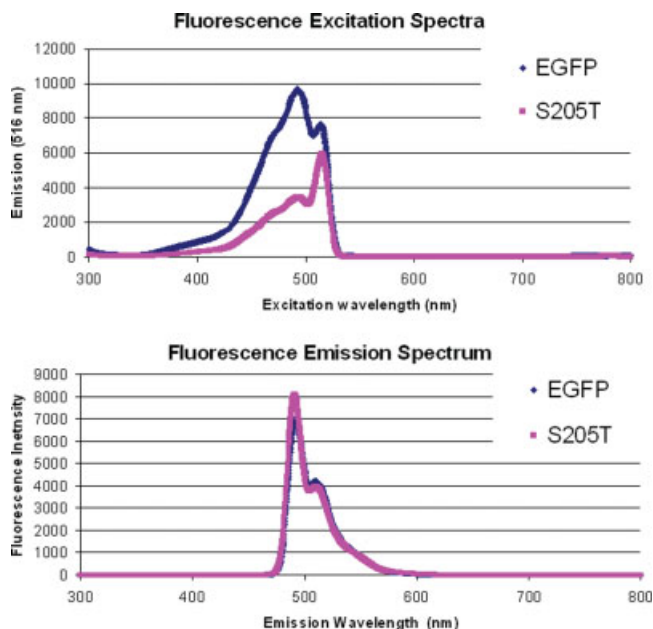 Fluorescence Excitation Spectra
12000
10000
8000
6000
4000
2000
0
Emission (516 nm)
300 400 500 600 700 800
Excitation wavelength (nm)
EGFP
S205T
Fluorescence Emission Spectrum
9000
8000
7000
6000
5000
4000
3000
2000
1000
0
Fluorescence Inetnsity
300 400 500 600 700 800
Emission Wavelength (nm)
EGFP
S205T